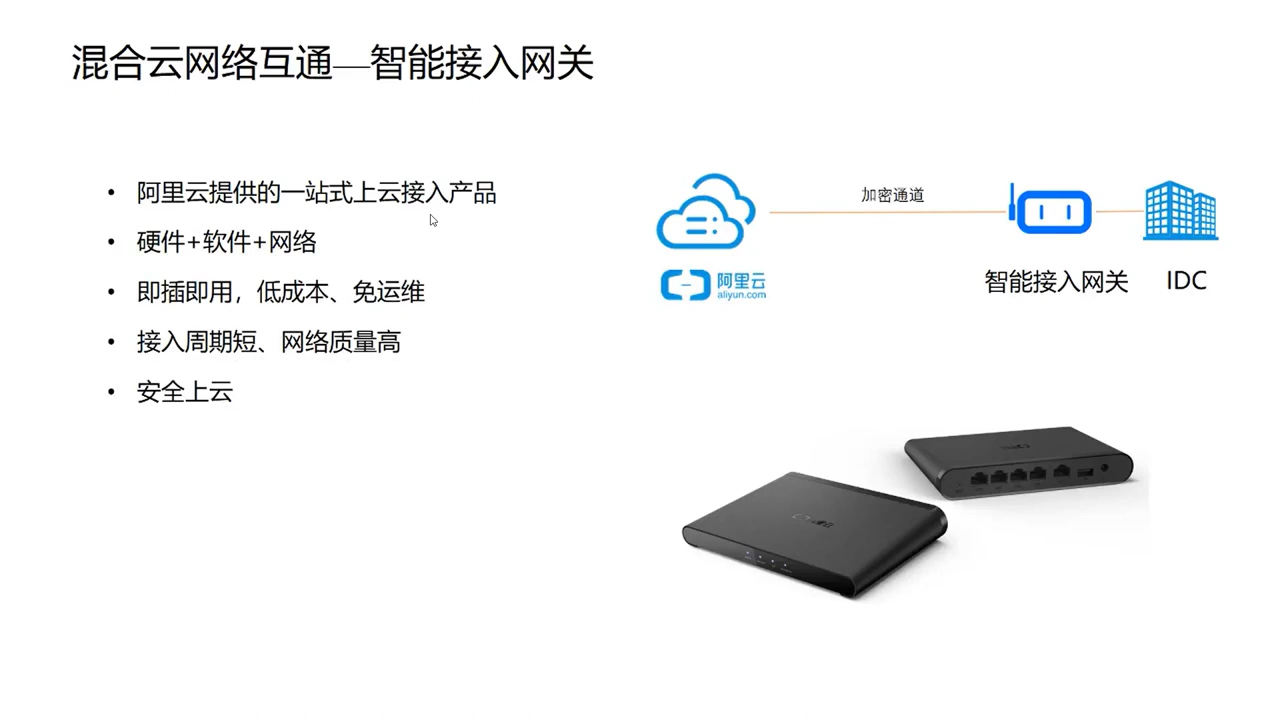 混合云网络互通—智能接入网关
• 阿里云提供的一站式上云接入产品
• 硬件+软件+网络
• 即插即用，低成本、免运维
• 接入周期短、网络质量高
• 安全上云
加密通道
阿里云
aliyun.com
智能接入网关
IDC